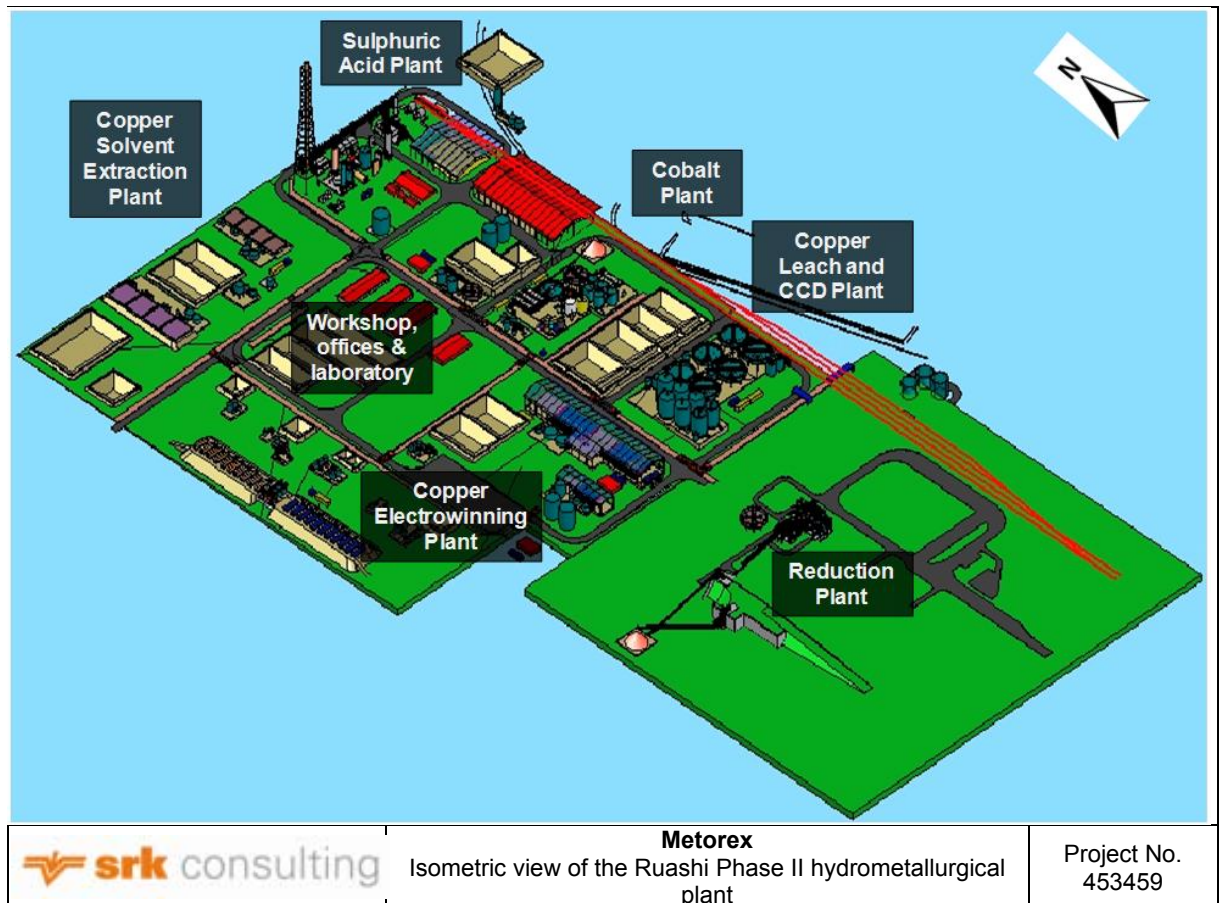 Sulphuric
Acid Plant
N
Copper
Solvent
Extraction
Plant
Cobalt
Plant
Copper
Leach and
CCD Plant
Workshop,
offices &
laboratory
Copper
Electrowinning
Plant
Reduction
Plant
srk consulting
Metorex
Isometric view of the Ruashi Phase II hydrometallurgical
plant
Project No.
453459